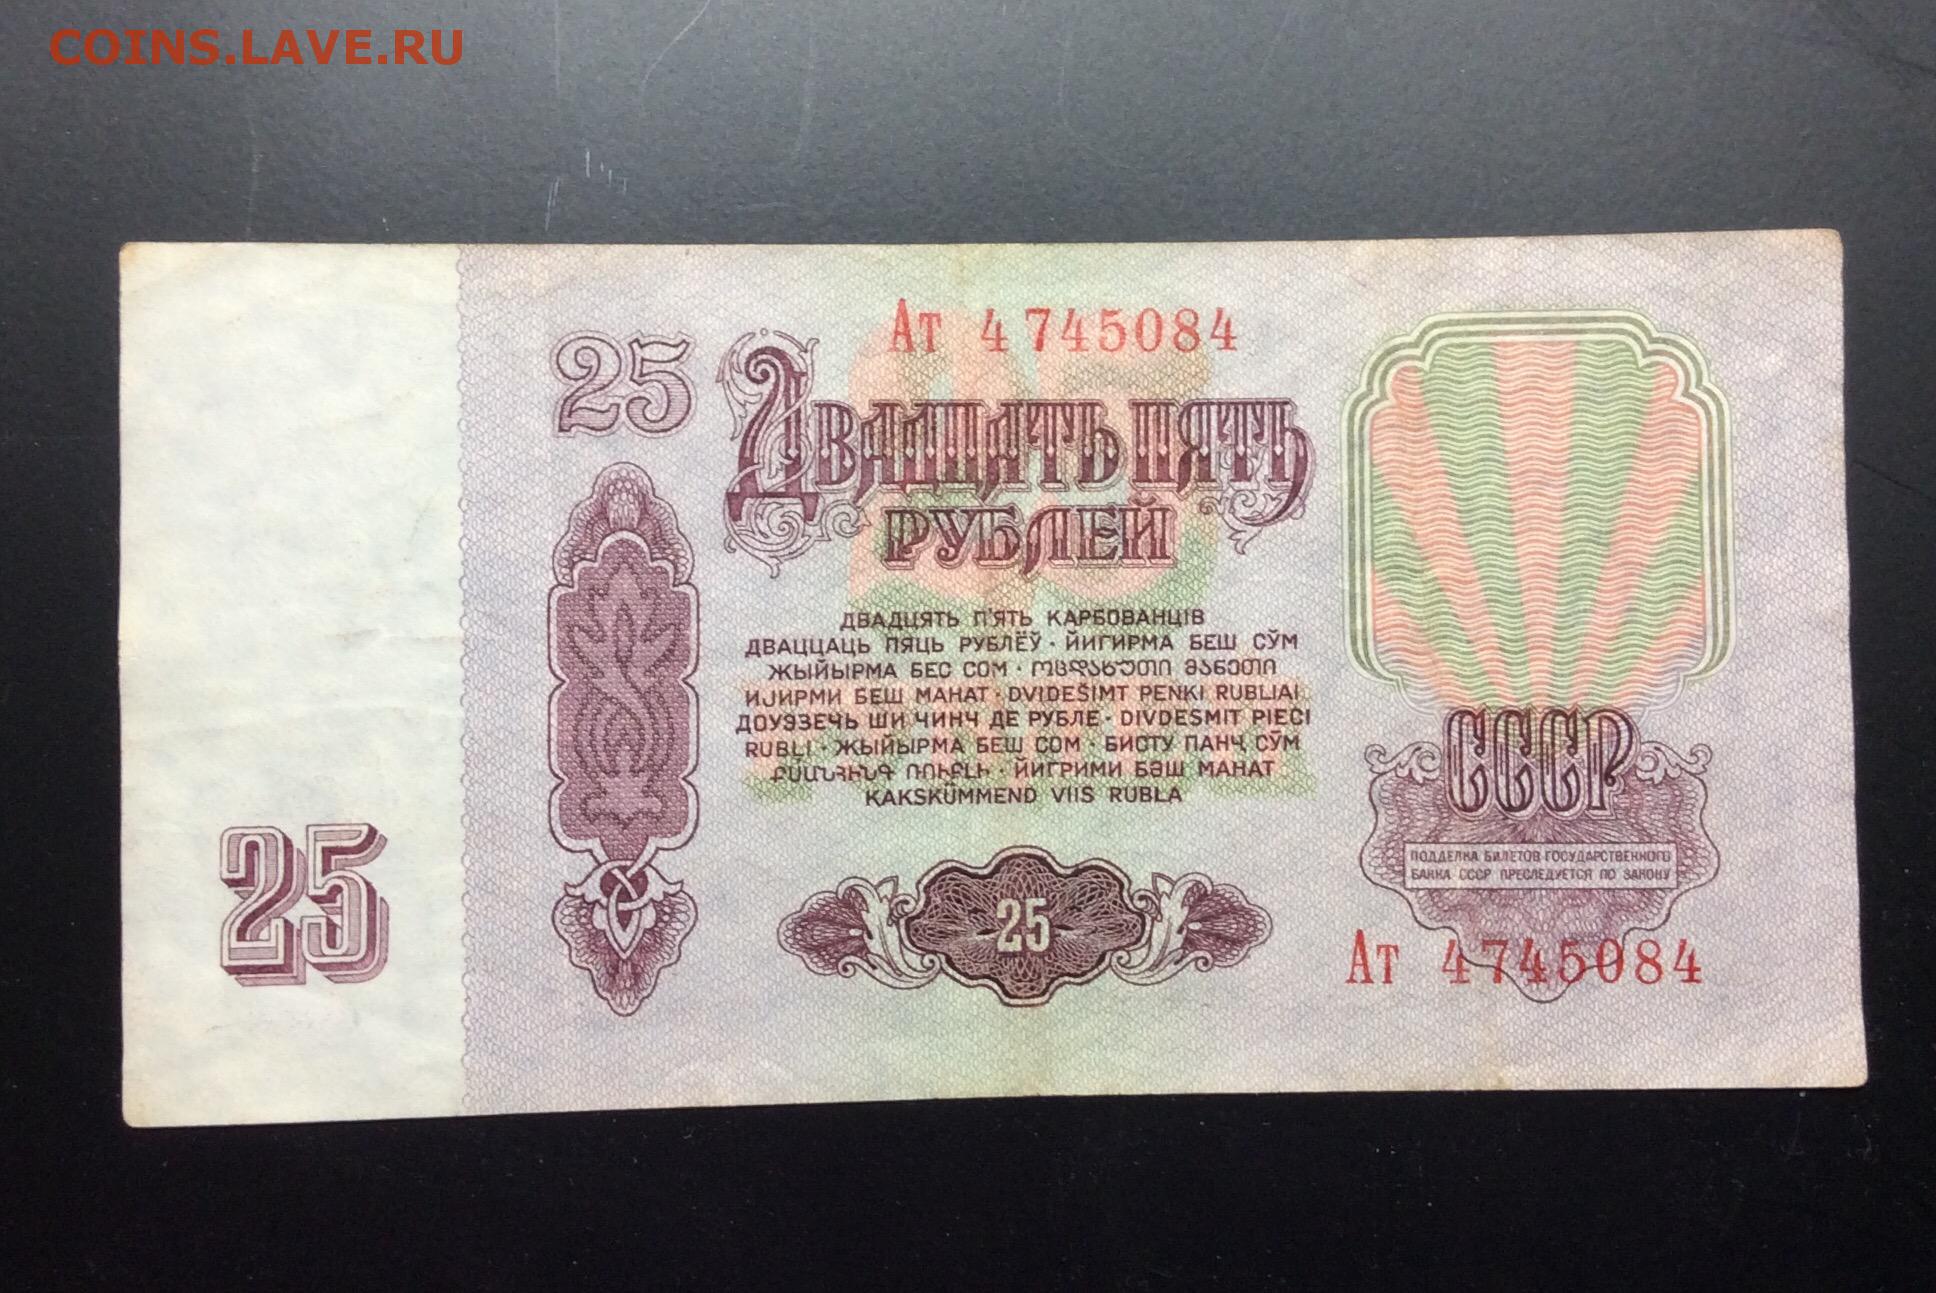 COINS.LAVE.RU
Ат 4745084
25
Двадцать пять
рублей
ДВАДЦЯТЬ П'ЯТЬ КАРБОВАНЦІВ
ДВАЦЦАЦЬ ПЯЦЬ РУБЛЁЎ · ЙИГИРМА БЕШ СЎМ
ЖЫЙЫРМА БЕС СОМ · ᲝᲪᲓᲐᲮᲣᲗᲘ ᲛᲐᲜᲔᲗᲘ
ИЈИРМИ БЕШ МАНАТ · DVIDEŠIMT PENKI RUBLIAI
ДОУЭЗЕЧЬ ШИ ЧИНЧ ДЕ РУБЛЕ · DIVDESMIT PIECI
RUBLI · ЖЫЙЫРМА БЕШ СОМ · БИСТУ ПАНҶ СӮМ
ՔՍԱՆՀԻՆԳ ՌՈՒԲԼԻ · ЙИГРИМИ БӘШ МАНАТ
KAKSKÜMMEND VIIS RUBLA
25
25
СССР
ПОДДЕЛКА БИЛЕТОВ ГОСУДАРСТВЕННОГО
БАНКА СССР ПРЕСЛЕДУЕТСЯ ПО ЗАКОНУ
Ат 4745084